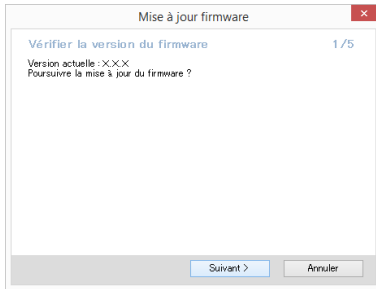 Mise à jour firmware
Vérifier la version du firmware 1/5
Version actuelle : X.X.X
Poursuivre la mise à jour du firmware ?
Suivant > Annuler